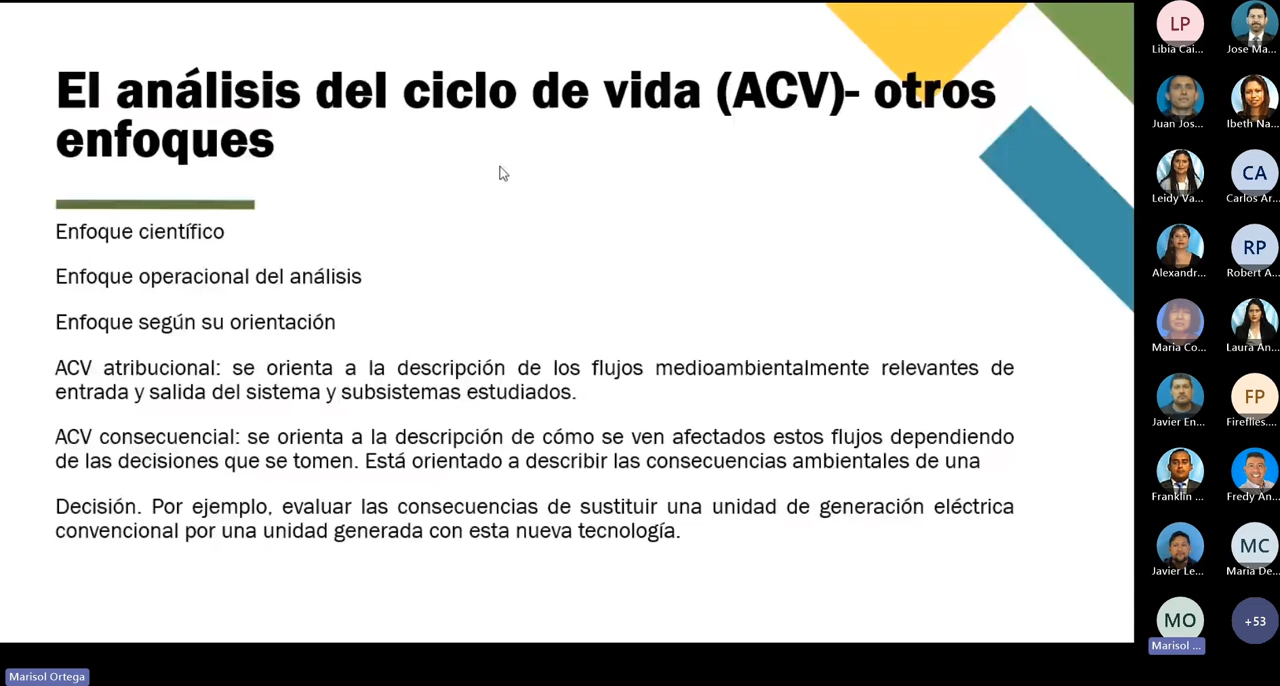 El análisis del ciclo de vida (ACV)- otros
enfoques
Enfoque científico
Enfoque operacional del análisis
Enfoque según su orientación
ACV atribucional: se orienta a la descripción de los flujos medioambientalmente relevantes de
entrada y salida del sistema y subsistemas estudiados.
ACV consecuencial: se orienta a la descripción de cómo se ven afectados estos flujos dependiendo
de las decisiones que se tomen. Está orientado a describir las consecuencias ambientales de una
Decisión. Por ejemplo, evaluar las consecuencias de sustituir una unidad de generación eléctrica
convencional por una unidad generada con esta nueva tecnología.
LP
Libia Cai...
Jose Ma...
Juan Jos...
Ibeth Na...
CA
Leidy Va...
Carlos Ar...
RP
Alexandr...
Robert A...
Maria Co...
Laura An...
FP
Javier En...
Fireflies....
Franklin ...
Fredy An...
MC
Javier Le...
Maria De...
MO
+53
Marisol ...
Marisol Ortega